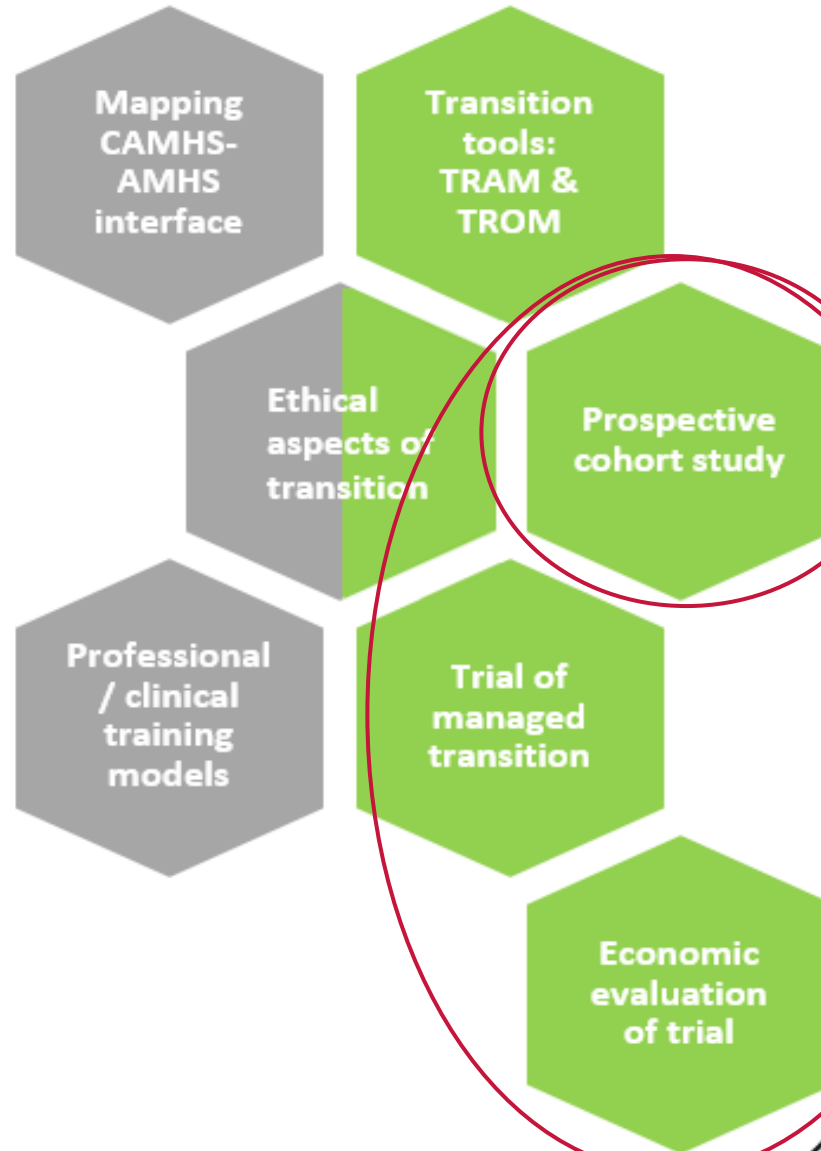 Mapping
CAMHS-
AMHS
interface
Transition
tools:
TRAM &
TROM
Ethical
aspects of
transition
Prospective
cohort study
Professional
/ clinical
training
models
Trial of
managed
transition
Economic
evaluation
of trial